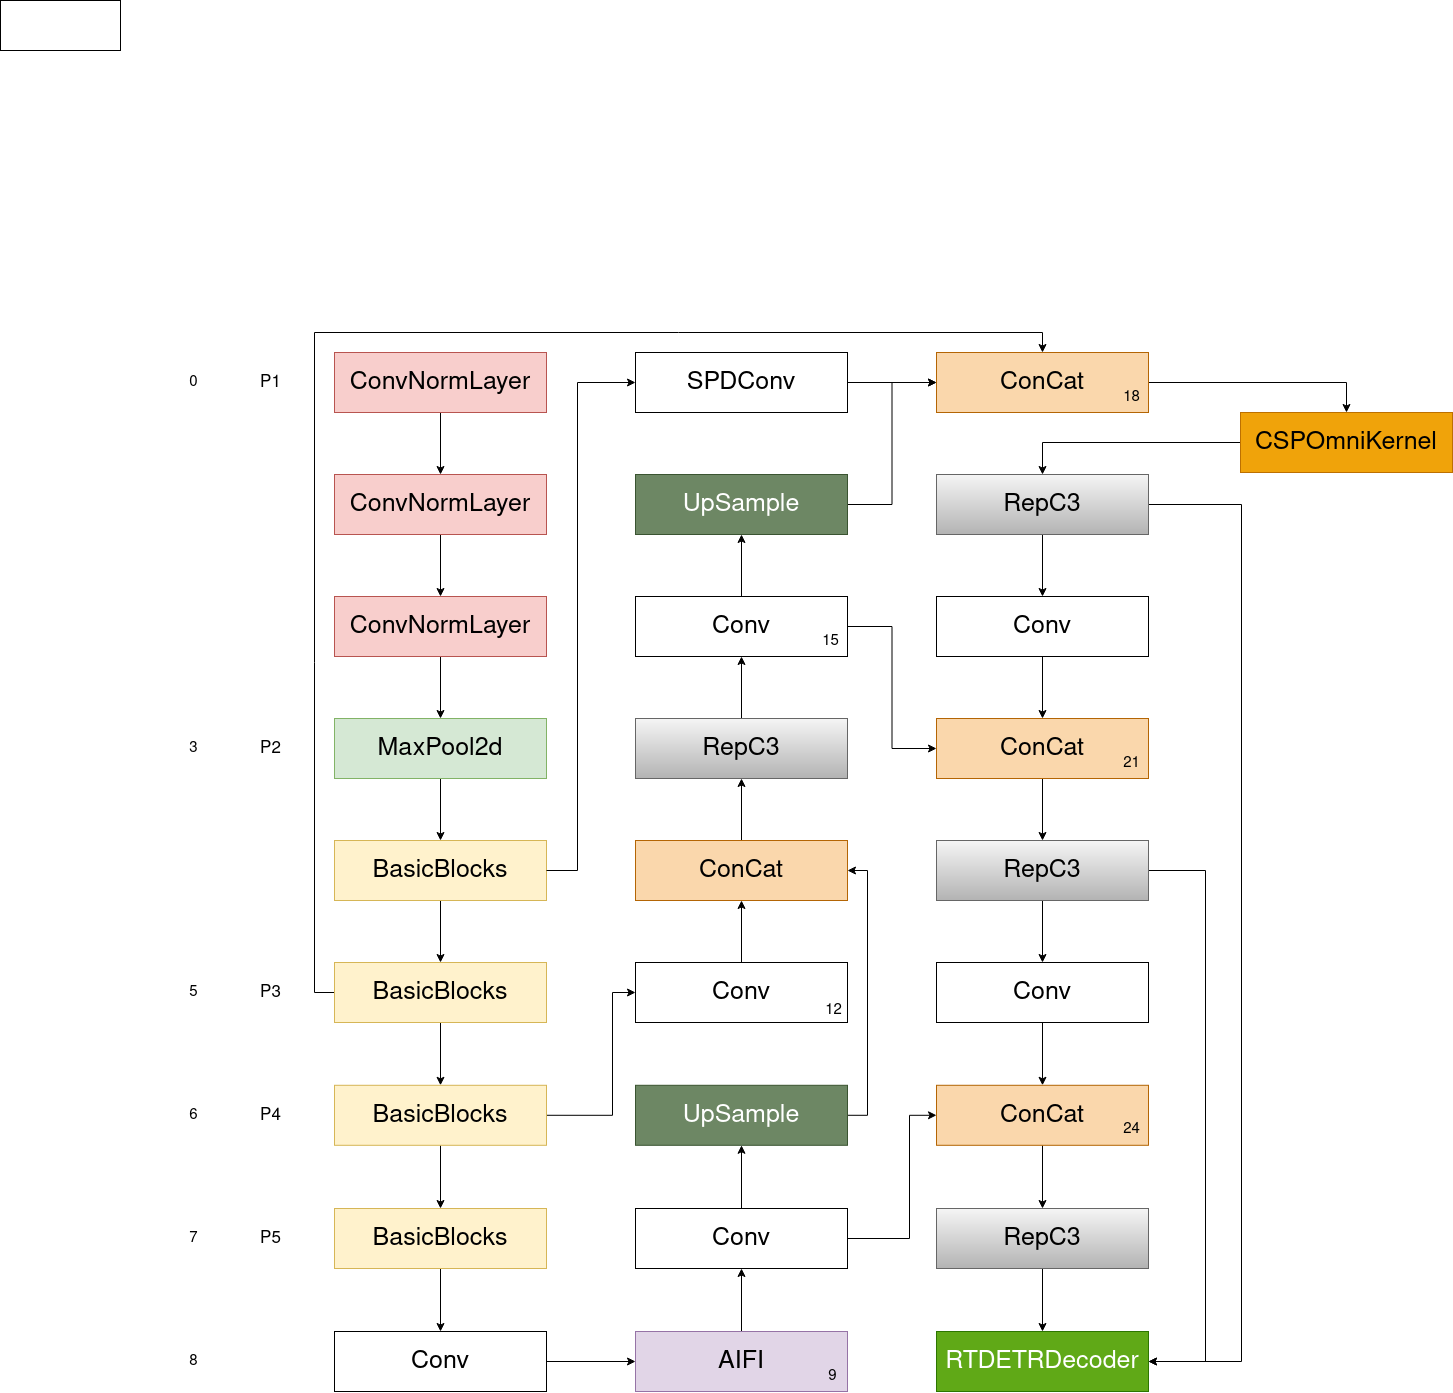 0 P1 ConvNormLayer SPDConv ConCat 18
CSPOmniKernel
ConvNormLayer UpSample RepC3
ConvNormLayer Conv 15 Conv
3 P2 MaxPool2d RepC3 ConCat 21
BasicBlocks ConCat RepC3
5 P3 BasicBlocks Conv 12 Conv
6 P4 BasicBlocks UpSample ConCat 24
7 P5 BasicBlocks Conv RepC3
8 Conv AIFI 9 RTDETRDecoder